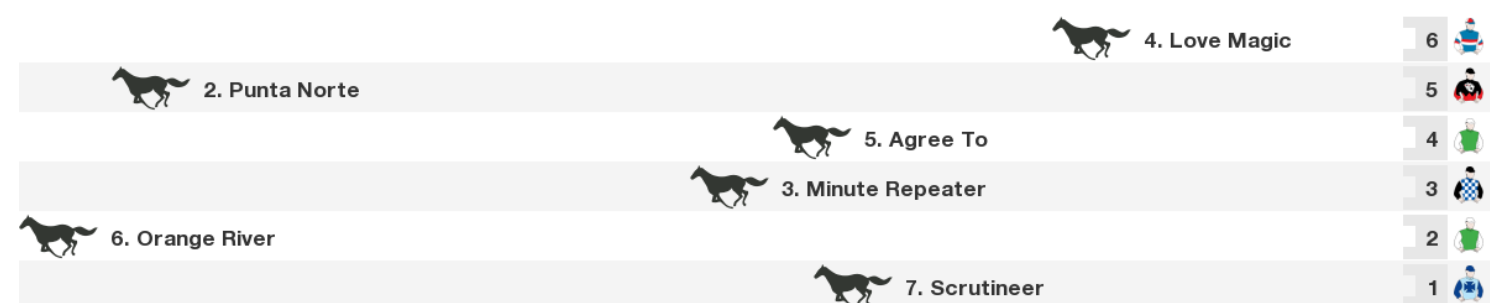 4. Love Magic 6
2. Punta Norte 5
5. Agree To 4
3. Minute Repeater 3
6. Orange River 2
7. Scrutineer 1